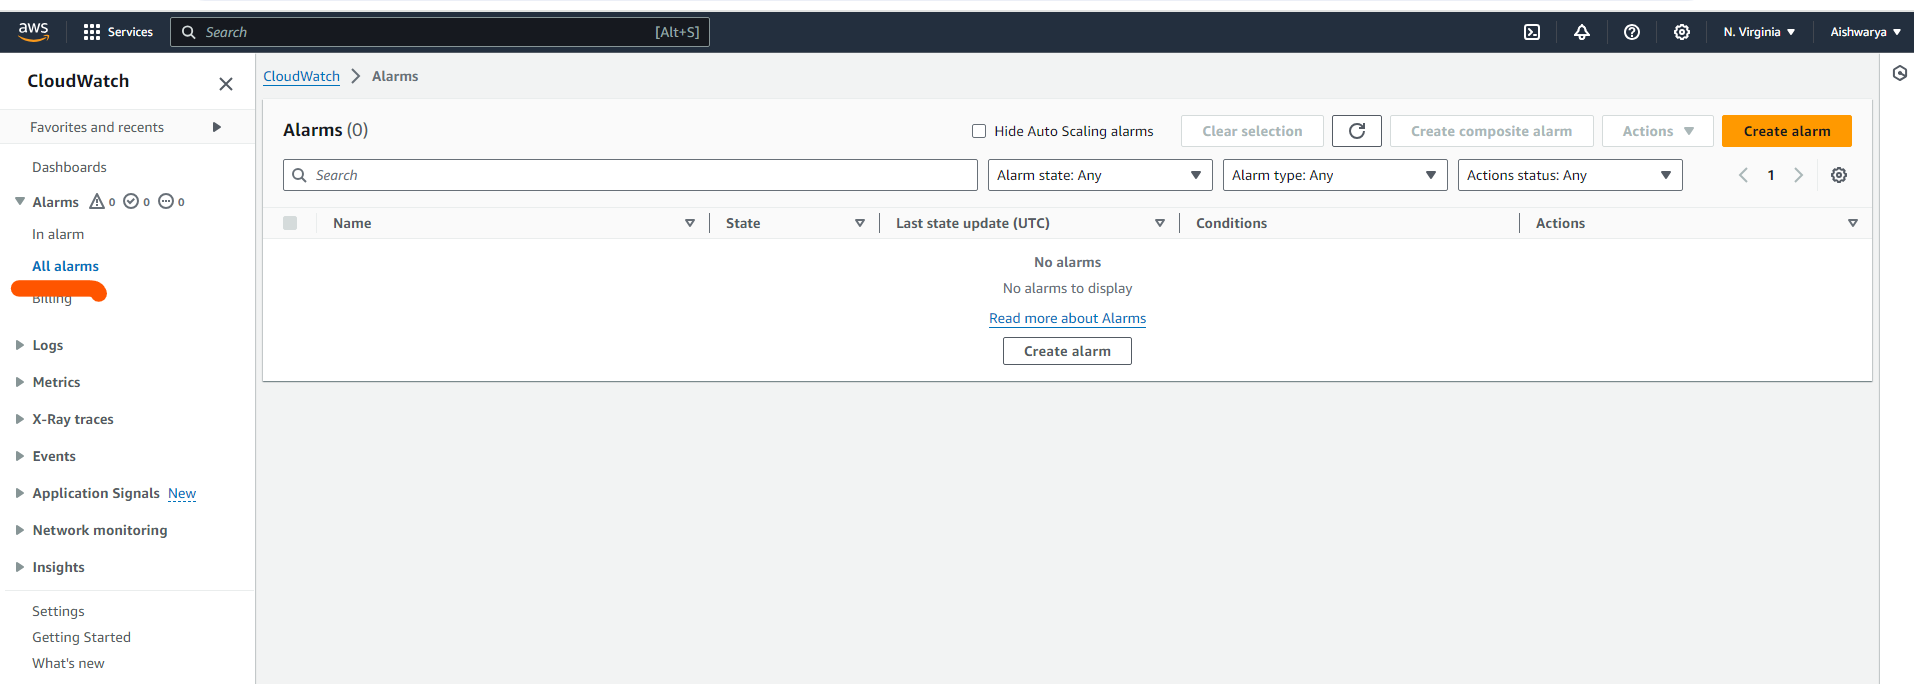 aws Services Search [Alt+S] N. Virginia Aishwarya
CloudWatch
Favorites and recents
Dashboards
Alarms 0 0 0
In alarm
All alarms
Billing
Logs
Metrics
X-Ray traces
Events
Application Signals New
Network monitoring
Insights
Settings
Getting Started
What's new
CloudWatch > Alarms
Alarms (0) Hide Auto Scaling alarms Clear selection Create composite alarm Actions Create alarm
Search Alarm state: Any Alarm type: Any Actions status: Any 1
Name State Last state update (UTC) Conditions Actions
No alarms
No alarms to display
Read more about Alarms
Create alarm